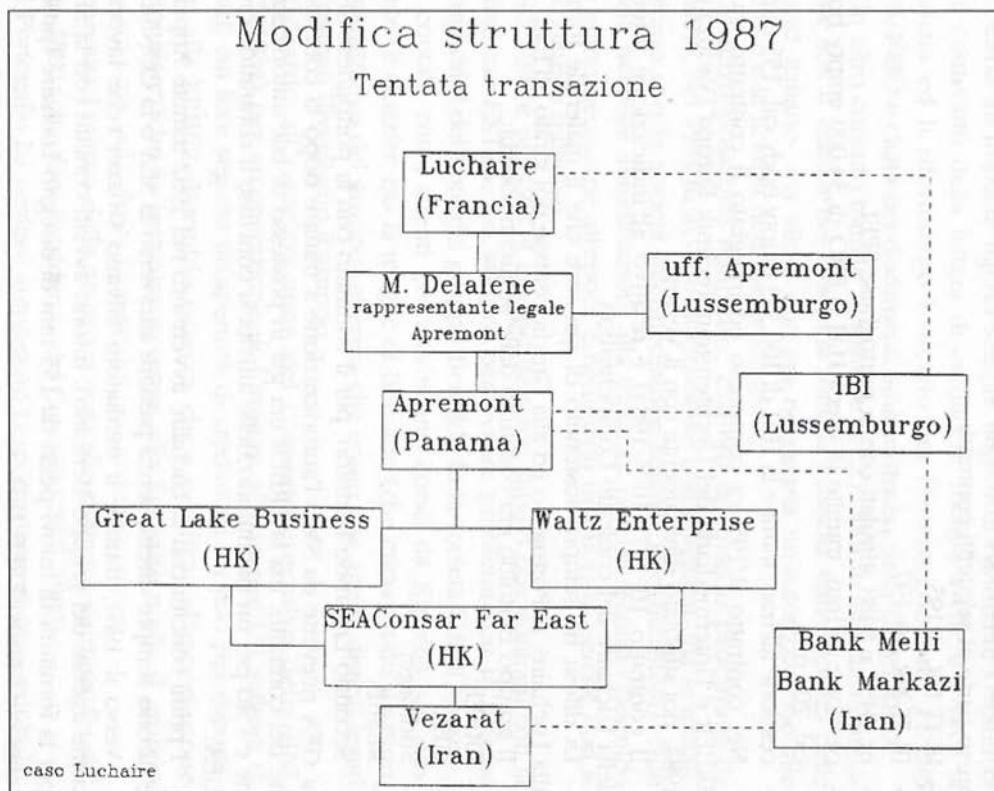 Modifica struttura 1987
Tentata transazione
Luchaire
(Francia)
M. Delalene
rappresentante legale
Apremont
uff. Apremont
(Lussemburgo)
Apremont
(Panama)
IBI
(Lussemburgo)
Great Lake Business
(HK)
Waltz Enterprise
(HK)
SEAConsar Far East
(HK)
Bank Melli
Bank Markazi
(Iran)
Vezarat
(Iran)
caso Luchaire